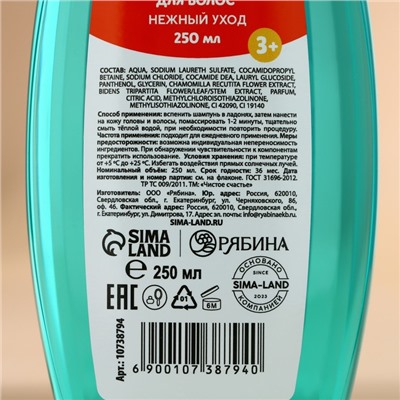 ДЛЯ ВОЛОС
НЕЖНЫЙ УХОД
250 мл
3+
СОСТАВ: AQUA, SODIUM LAURETH SULFATE, COCAMIDOPROPYL
BETAINE, SODIUM CHLORIDE, COCAMIDE DEA, LAURYL GLUCOSIDE,
PANTHENOL, GLYCERIN, CHAMOMILLA RECUTITA FLOWER EXTRACT,
BIDENS TRIPARTITA FLOWER/LEAF/STEM EXTRACT, PARFUM,
CITRIC ACID, METHYLCHLOROISOTHIAZOLINONE,
METHYLISOTHIAZOLINONE, CI 42090, CI 19140
Способ применения: вспенить шампунь в ладонях, затем нанести
на кожу головы и волосы, помассировать 1-2 минуты, тщательно
смыть тёплой водой, при необходимости повторить процедуру.
Частота применения: подходит для ежедневного применения. Меры
предосторожности: возможна индивидуальная непереносимость
ингредиентов. При обнаружении чувствительности к компонентам
прекратить использование. Условия хранения: при температуре
от +5 °С до +25 °С. Избегать воздействия прямых солнечных лучей.
Номинальный объём: 250 мл. Срок годности: 36 мес. Дата
изготовления и номер партии: см. на флаконе. ГОСТ 31696-2012.
ТР ТС 009/2011, ТМ: «Чистое счастье»
Изготовитель: ООО «Рябина». Юр. адрес: Россия, 620050,
Свердловская обл., г. Екатеринбург, ул. Черняховского, 86,
оф. 46. Фактический адрес: Россия, Свердловская обл.,
г. Екатеринбург, ул. Димитрова, 17. Адрес эл. почты: info@ryabinaekb.ru.
SIMA-LAND.RU
SIMA
LAND
РЯБИНА
250 мл
ОСНОВАНО
SINCE
SIMA-LAND
2022
КОМПАНИЕЙ
EAC
01
6M
Арт.: 10738794
6 900107 387940